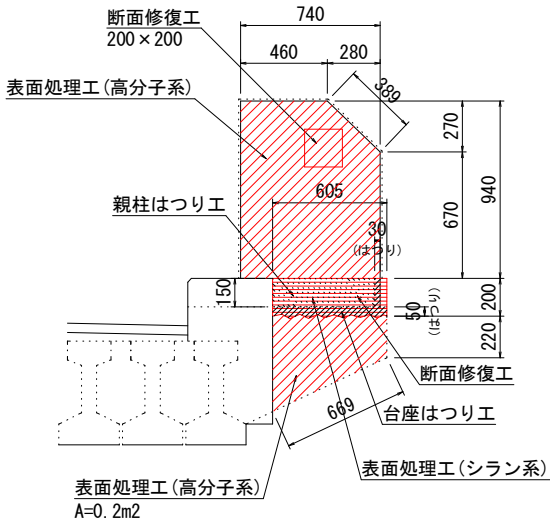 断面修復工
200×200
740
460
280
389
表面処理工(高分子系)
270
940
670
605
親柱はつり工
30
(はつり)
150
200
50
(はつり)
220
断面修復工
669
台座はつり工
表面処理工(シラン系)
表面処理工(高分子系)
A=0.2m2